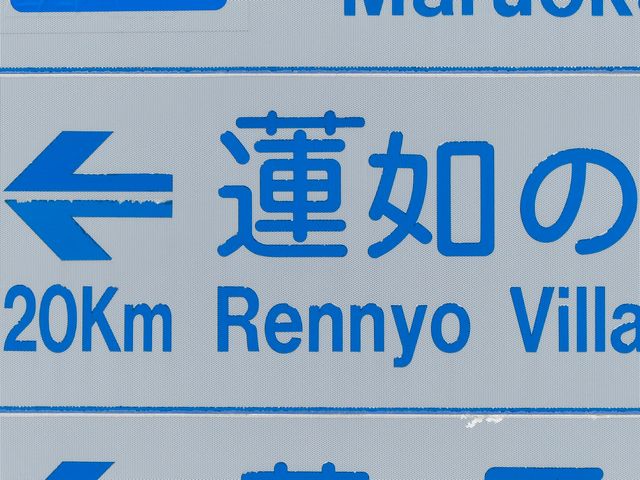 蓮如の
20Km Rennyo Villa